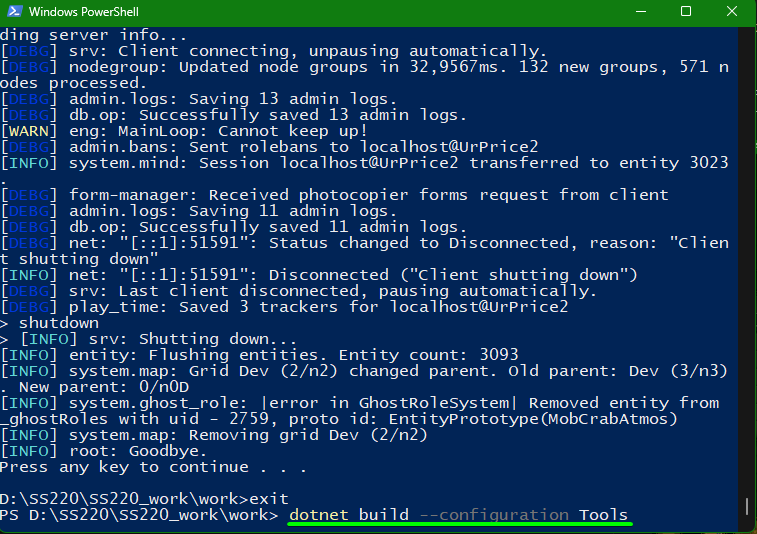 Windows PowerShell
ding server info...
[DEBG] srv: Client connecting, unpausing automatically.
[DEBG] nodegroup: Updated node groups in 32,9567ms. 132 new groups, 571 n
odes processed.
[DEBG] admin.logs: Saving 13 admin logs.
[DEBG] db.op: Successfully saved 13 admin logs.
[WARN] eng: MainLoop: Cannot keep up!
[DEBG] admin.bans: Sent rolebans to localhost@UrPrice2
[INFO] system.mind: Session localhost@UrPrice2 transferred to entity 3023
.
[DEBG] form-manager: Received photocopier forms request from client
[DEBG] admin.logs: Saving 11 admin logs.
[DEBG] db.op: Successfully saved 11 admin logs.
[DEBG] net: "[::1]:51591": Status changed to Disconnected, reason: "Clien
t shutting down"
[INFO] net: "[::1]:51591": Disconnected ("Client shutting down")
[DEBG] srv: Last client disconnected, pausing automatically.
[DEBG] play_time: Saved 3 trackers for localhost@UrPrice2
> shutdown
> [INFO] srv: Shutting down...
[INFO] entity: Flushing entities. Entity count: 3093
[INFO] system.map: Grid Dev (2/n2) changed parent. Old parent: Dev (3/n3)
. New parent: 0/n0D
[INFO] system.ghost_role: |error in GhostRoleSystem| Removed entity from
_ghostRoles with uid - 2759, proto id: EntityPrototype(MobCrabAtmos)
[INFO] system.map: Removing grid Dev (2/n2)
[INFO] root: Goodbye.
Press any key to continue . . .
D:\SS220\SS220_work\work>exit
PS D:\SS220\SS220_work\work> dotnet build --configuration Tools